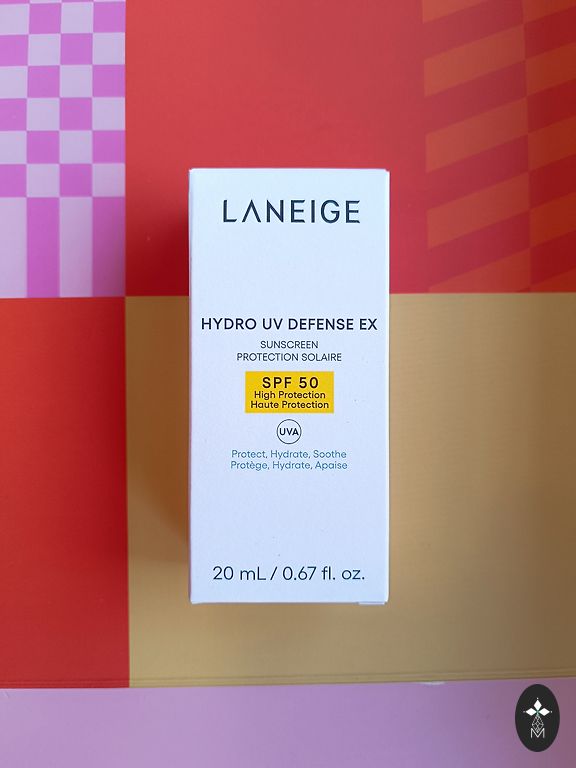 LANEIGE
HYDRO UV DEFENSE EX
SUNSCREEN
PROTECTION SOLAIRE
SPF 50
High Protection
Haute Protection
UVA
Protect, Hydrate, Soothe
Protège, Hydrate, Apaise
20 mL / 0.67 fl. oz.
M